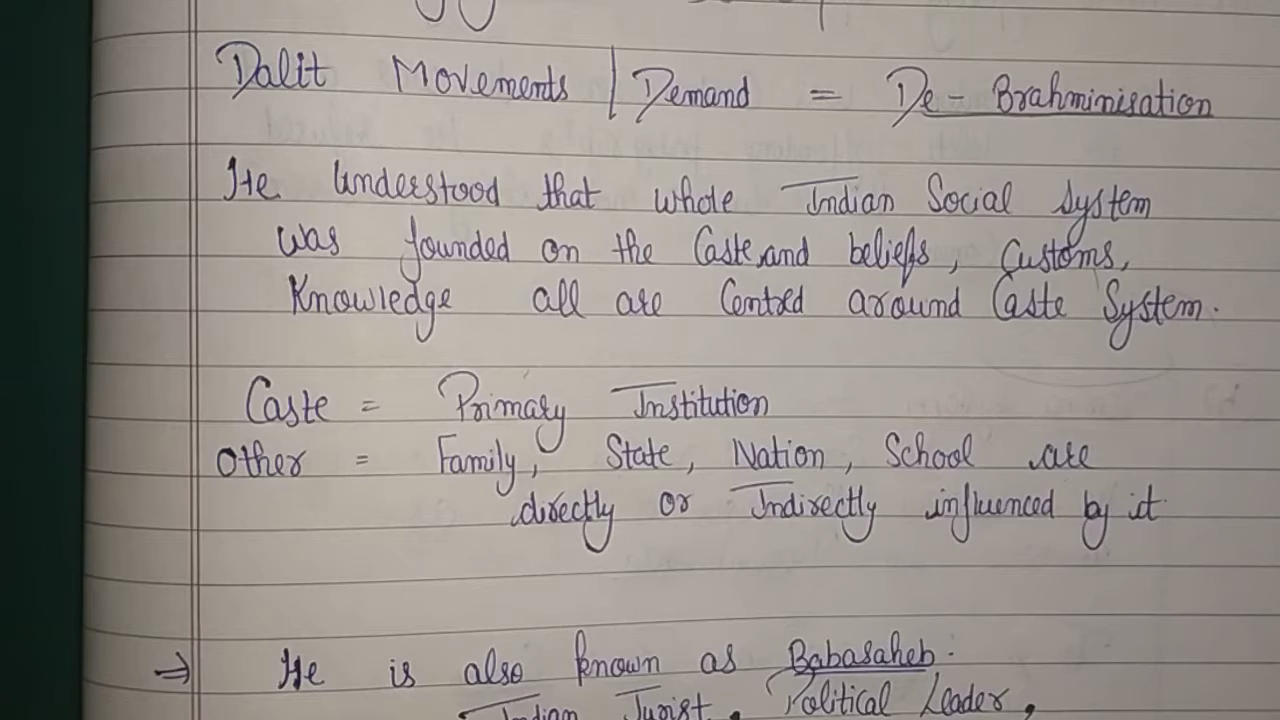 Dalit Movements | Demand = De-Brahminisation
He Understood that whole Indian Social System
was founded on the Caste, and beliefs, Customs,
Knowledge all are Centred around Caste System.
Caste = Primary Institution
Other = Family, State, Nation, School are
directly or Indirectly influenced by it
⇒ He is also known as Babasaheb.
Indian Jurist, Political Leader,